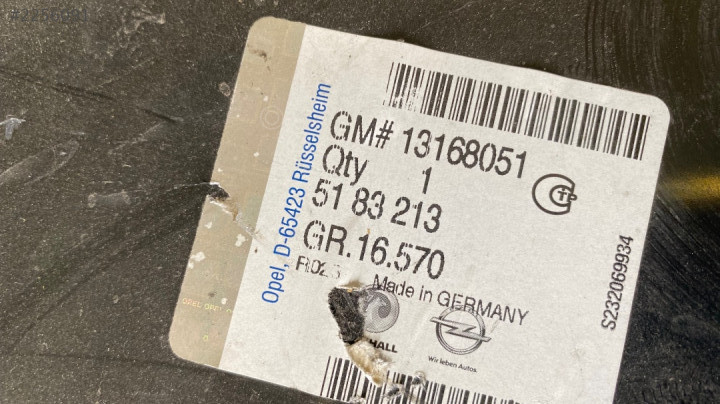 Opel, D-65423 Rüsselsheim
GM# 13168051
Qty 1
51 83 213
GR.16.570
Made in GERMANY
Wir leben Autos
S232069934